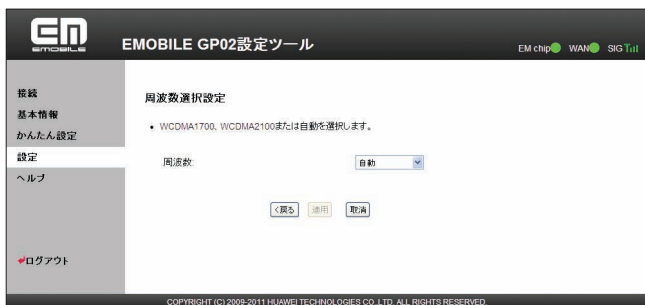 EM
EMOBILE
EMOBILE GP02設定ツール
EM chip WAN SIG
接続
基本情報
かんたん設定
設定
ヘルプ
ログアウト
周波数選択設定
• WCDMA1700、WCDMA2100または自動を選択します。
周波数: 自動
<戻る 適用 取消
COPYRIGHT (C) 2009-2011 HUAWEI TECHNOLOGIES CO.,LTD. ALL RIGHTS RESERVED.